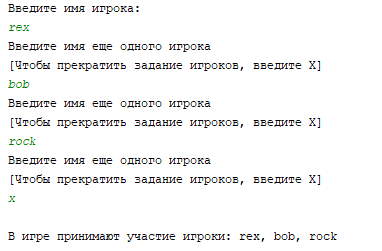 Введите имя игрока:
rex
Введите имя еще одного игрока
[Чтобы прекратить задание игроков, введите X]
bob
Введите имя еще одного игрока
[Чтобы прекратить задание игроков, введите X]
rock
Введите имя еще одного игрока
[Чтобы прекратить задание игроков, введите X]
x
В игре принимают участие игроки: rex, bob, rock